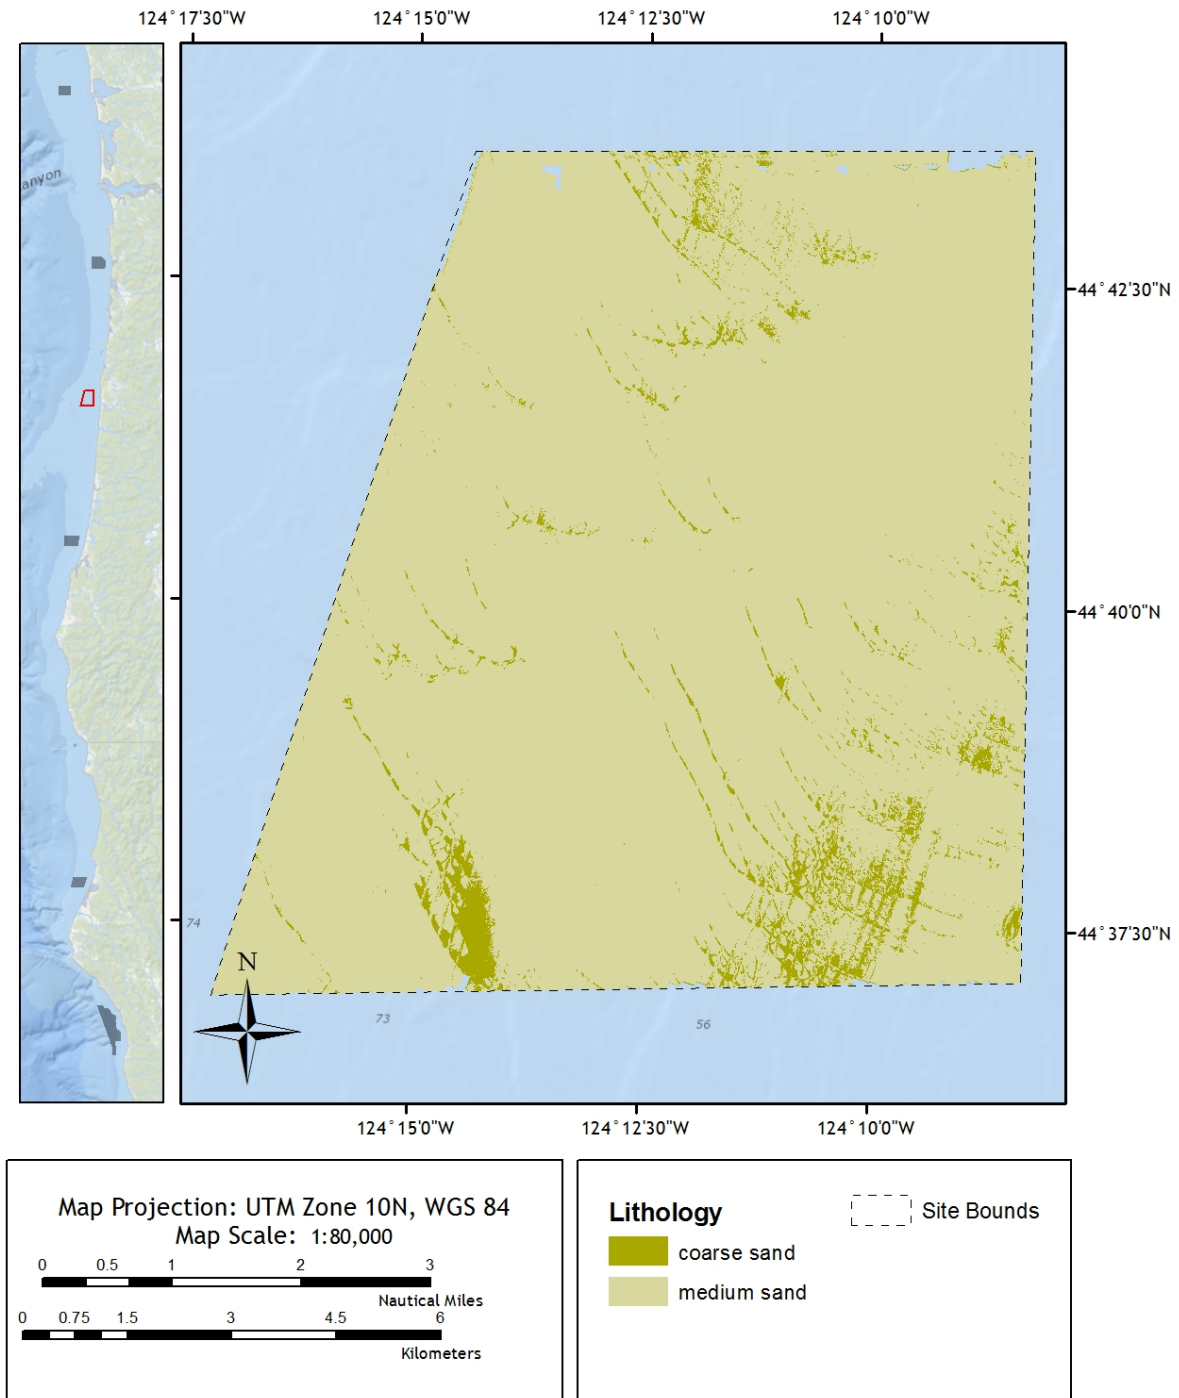 124°17'30"W 124°15'0"W 124°12'30"W 124°10'0"W
anyon
44°42'30"N
44°40'0"N
44°37'30"N
74
N
73
56
124°15'0"W 124°12'30"W 124°10'0"W
Map Projection: UTM Zone 10N, WGS 84
Map Scale: 1:80,000
0 0.5 1 2 3
Nautical Miles
0 0.75 1.5 3 4.5 6
Kilometers
Lithology
Site Bounds
coarse sand
medium sand